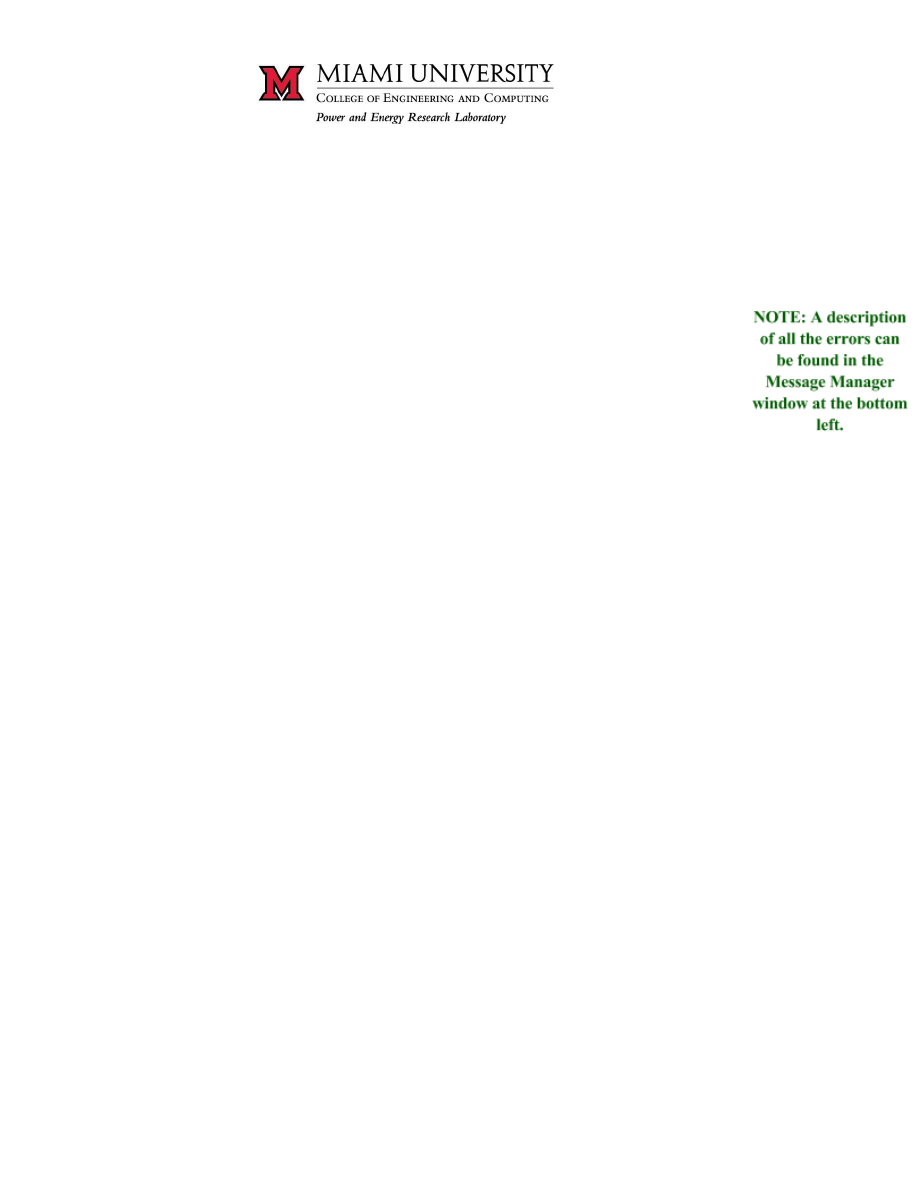 MIAMI UNIVERSITY
COLLEGE OF ENGINEERING AND COMPUTING
Power and Energy Research Laboratory
NOTE: A description
of all the errors can
be found in the
Message Manager
window at the bottom
left.